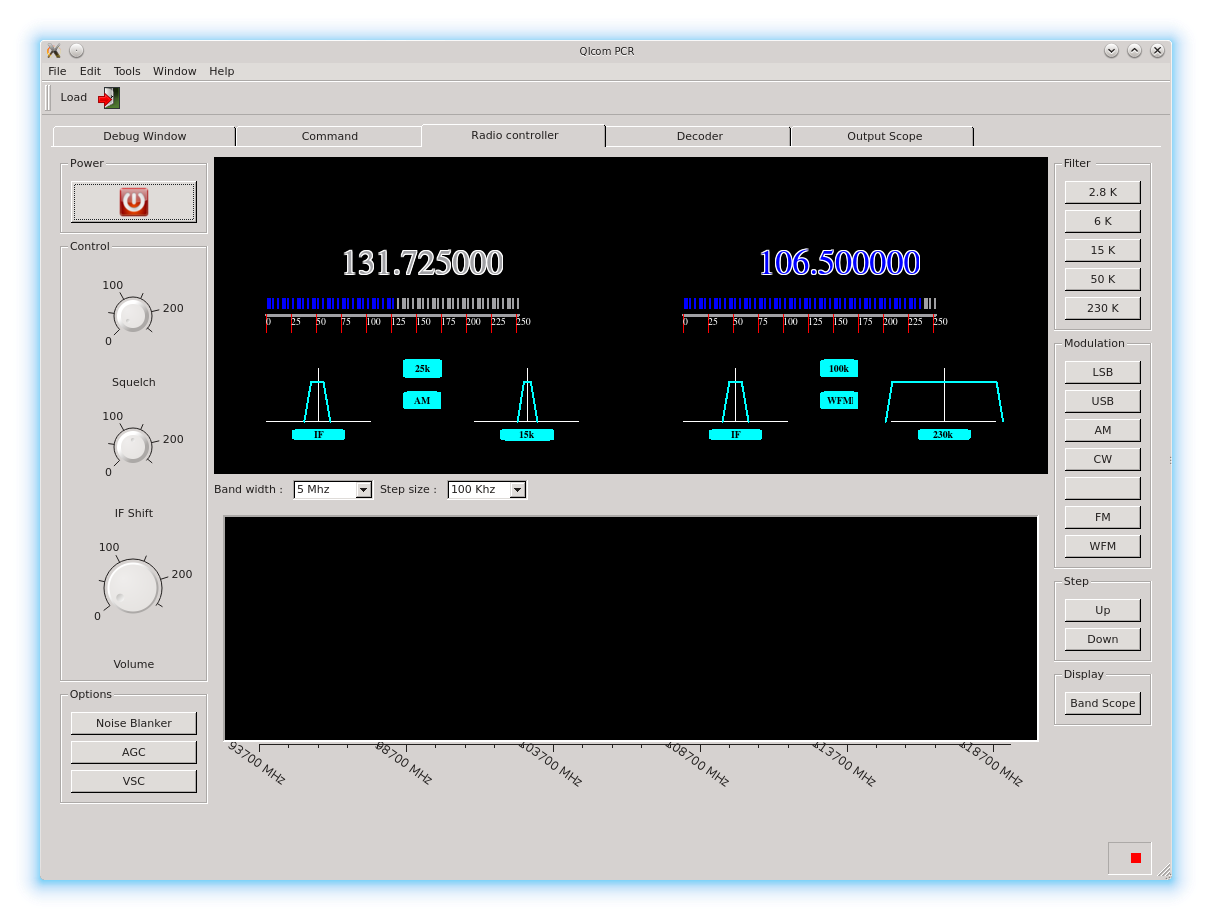 QIcom PCR
File Edit Tools Window Help
Load
Debug Window Command Radio controller Decoder Output Scope
Power
Control
100
200
0
Squelch
100
200
0
IF Shift
100
200
0
Volume
Options
Noise Blanker
AGC
VSC
131.725000 106.500000
0 25 50 75 100 125 150 175 200 225 250 0 25 50 75 100 125 150 175 200 225 250
25k 100k
AM WFM
IF 15k IF 230k
Band width : 5 Mhz Step size : 100 Khz
93700 MHz 98700 MHz 103700 MHz 108700 MHz 113700 MHz 118700 MHz
Filter
2.8 K
6 K
15 K
50 K
230 K
Modulation
LSB
USB
AM
CW
FM
WFM
Step
Up
Down
Display
Band Scope